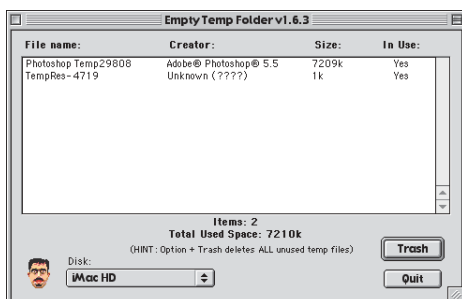 Empty Temp Folder v1.6.3
File name: Creator: Size: In Use:
Photoshop Temp29808 Adobe® Photoshop® 5.5 7209k Yes
TempRes-4719 Unknown (????) 1k Yes
Items: 2
Total Used Space: 7210k
(HINT: Option + Trash deletes ALL unused temp files)
Trash
Disk:
iMac HD
Quit